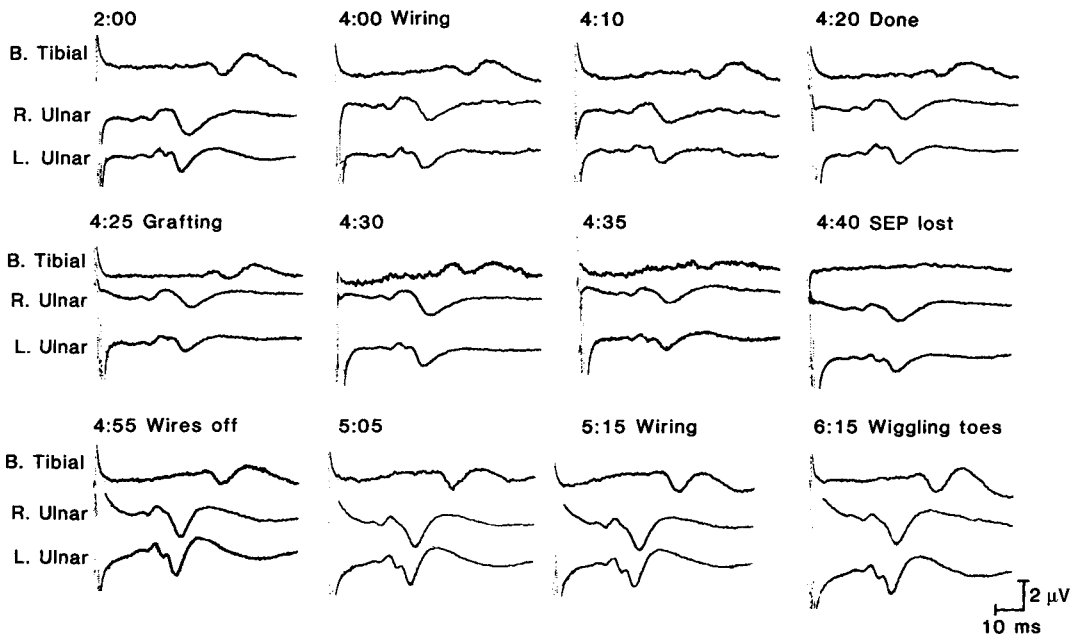 2:00 4:00 Wiring 4:10 4:20 Done
B. Tibial
R. Ulnar
L. Ulnar
4:25 Grafting 4:30 4:35 4:40 SEP lost
B. Tibial
R. Ulnar
L. Ulnar
4:55 Wires off 5:05 5:15 Wiring 6:15 Wiggling toes
B. Tibial
R. Ulnar
L. Ulnar
2 μV
10 ms